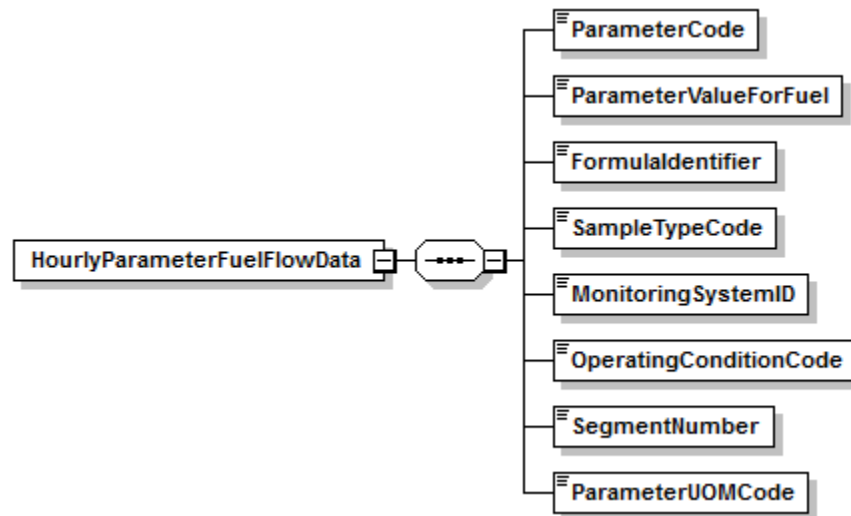 ParameterCode
ParameterValueForFuel
FormulaIdentifier
SampleTypeCode
HourlyParameterFuelFlowData
MonitoringSystemID
OperatingConditionCode
SegmentNumber
ParameterUOMCode